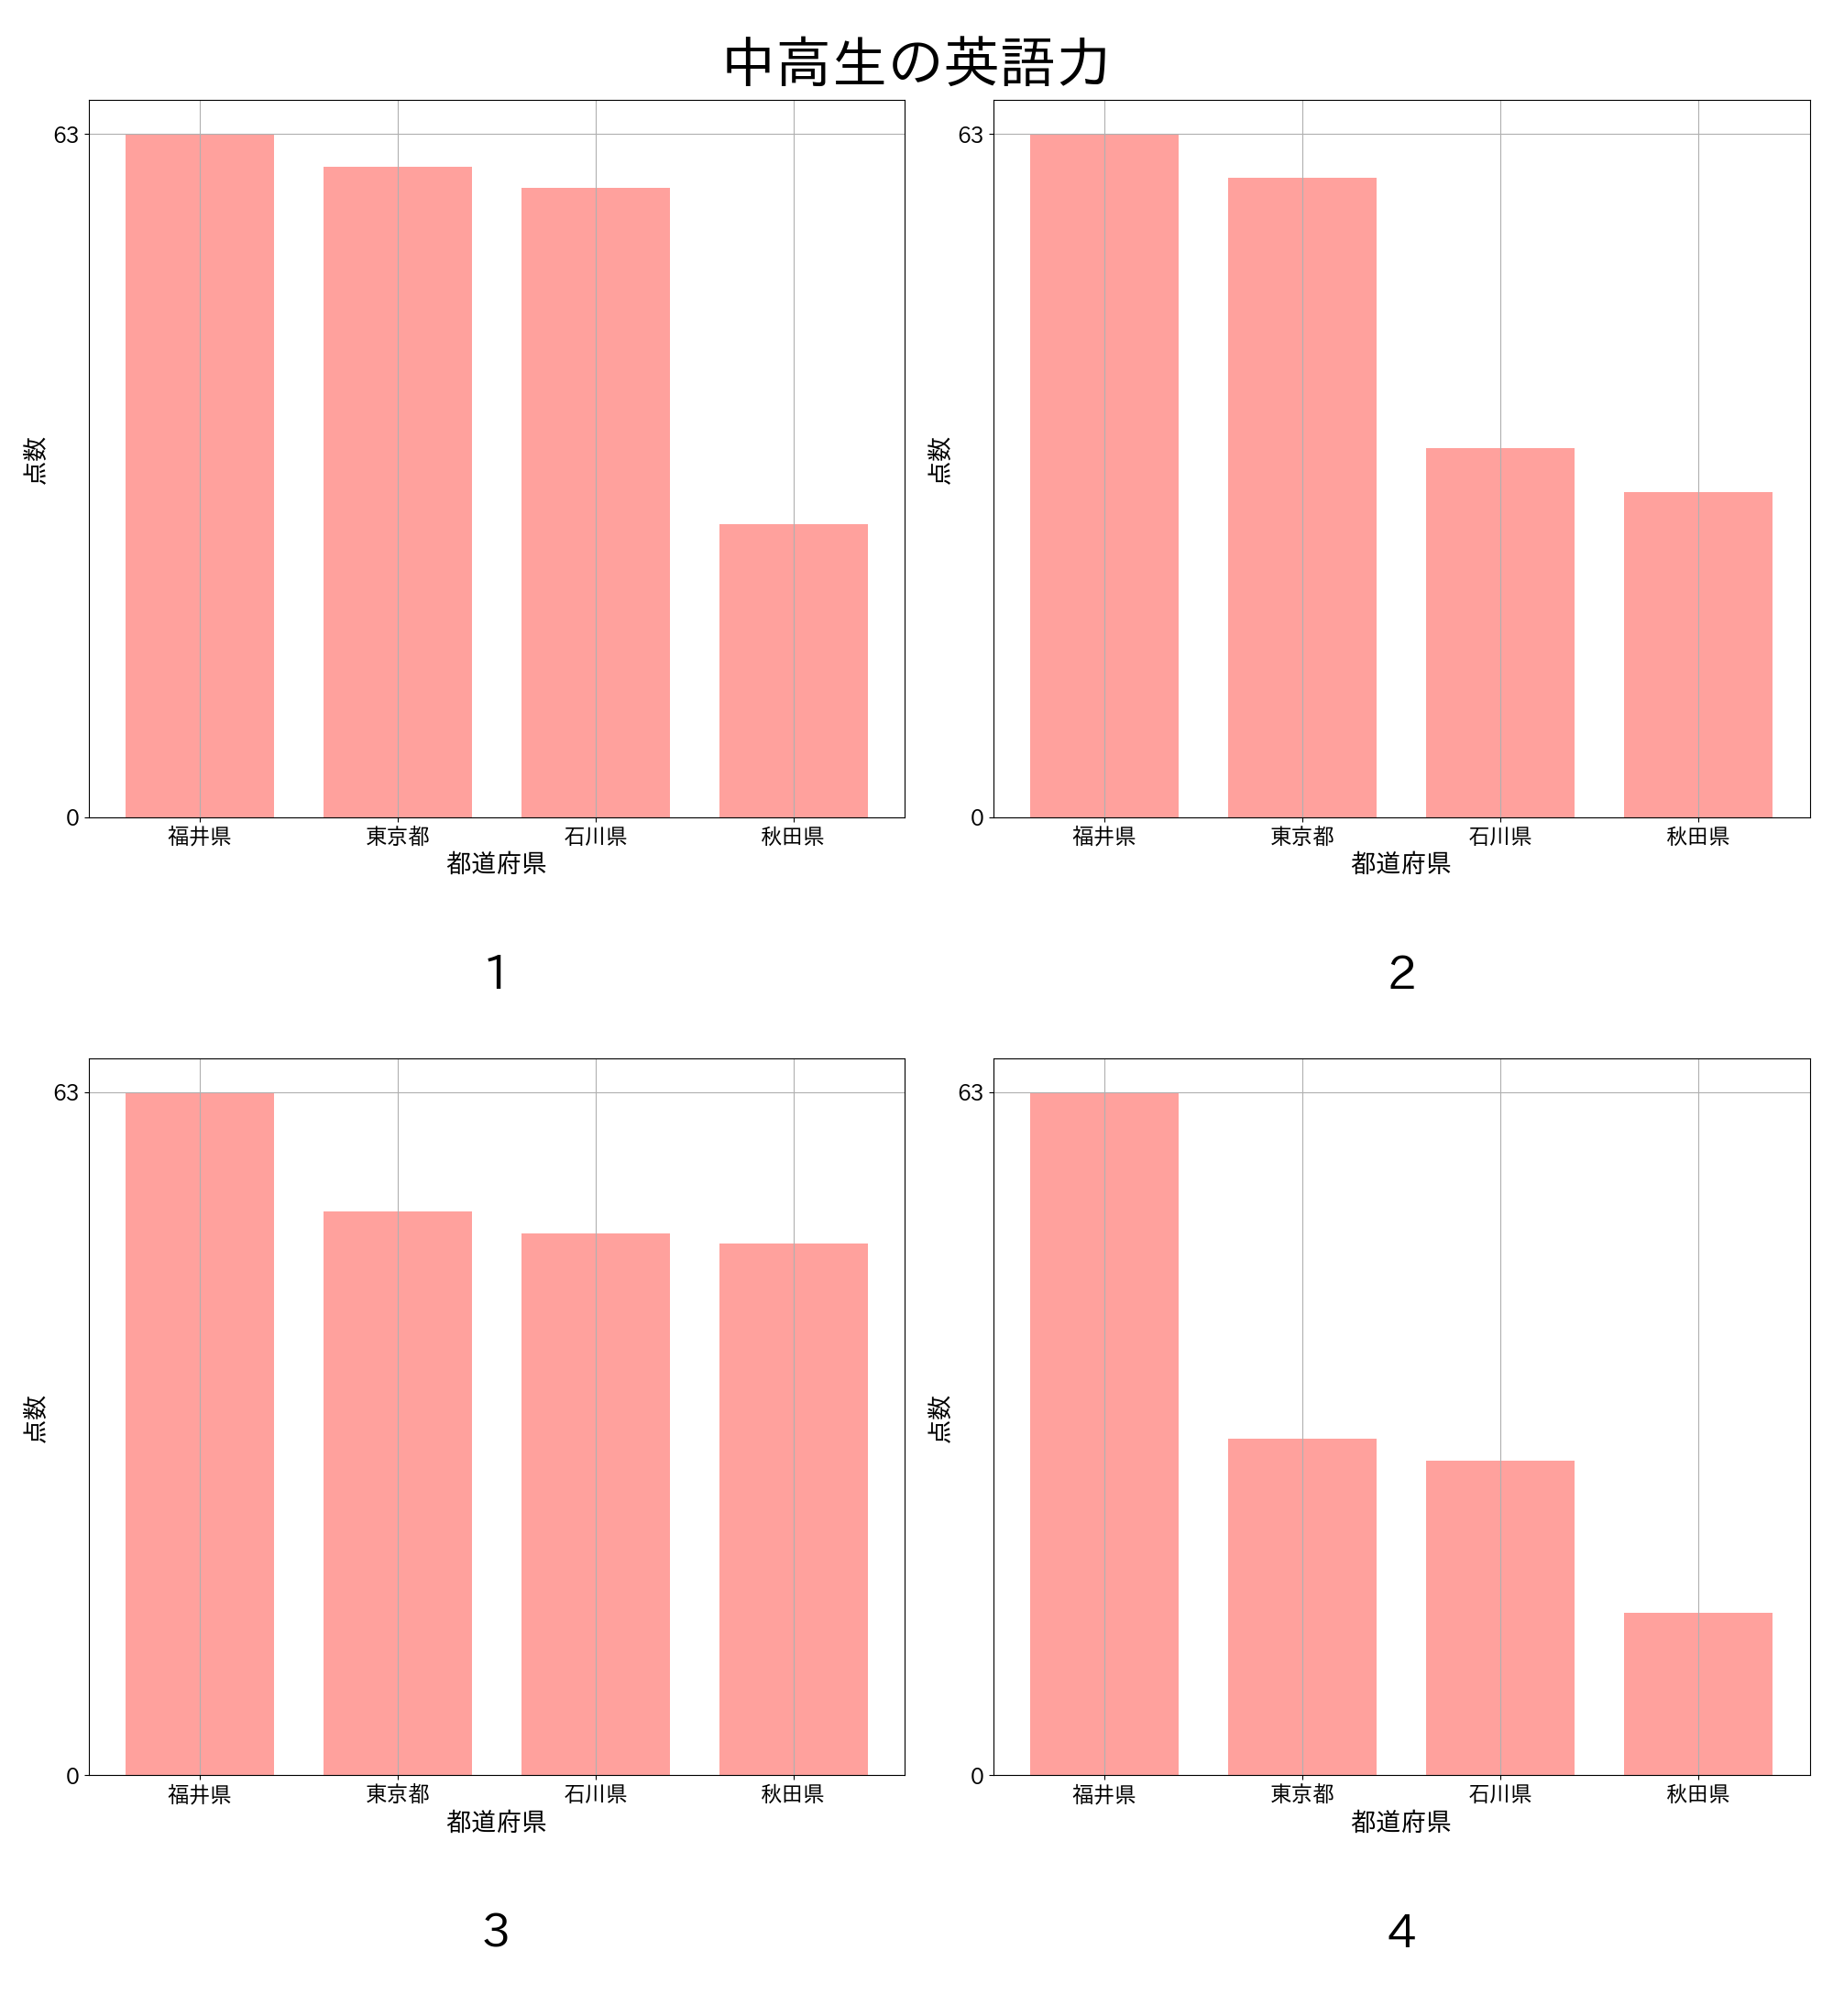 中高生の英語力
63
0
点数
福井県 東京都 石川県 秋田県
都道府県
1
63
0
点数
福井県 東京都 石川県 秋田県
都道府県
2
63
0
点数
福井県 東京都 石川県 秋田県
都道府県
3
63
0
点数
福井県 東京都 石川県 秋田県
都道府県
4